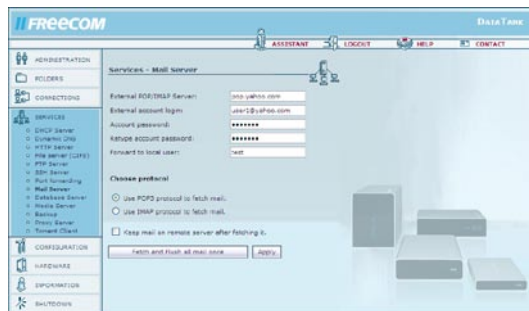 FREECOM
DATATANK
ASSISTANT LOGOUT HELP CONTACT
ADMINISTRATION
FOLDERS
CONNECTIONS
SERVICES
DHCP Server
Dynamic DNS
HTTP Server
File server (CIFS)
FTP Server
SSH Server
Port forwarding
Mail Server
Database Server
Media Server
Backup
Proxy Server
Torrent Client
CONFIGURATION
HARDWARE
INFORMATION
SHUTDOWN
Services - Mail Server
External POP/IMAP Server: pop.yahoo.com
External account login: user1@yahoo.com
Account password: •••••••
Retype account password: •••••••
Forward to local user: test
Choose protocol
Use POP3 protocol to fetch mail.
Use IMAP protocol to fetch mail.
Keep mail on remote server after fetching it.
Fetch and Flush all mail once Apply